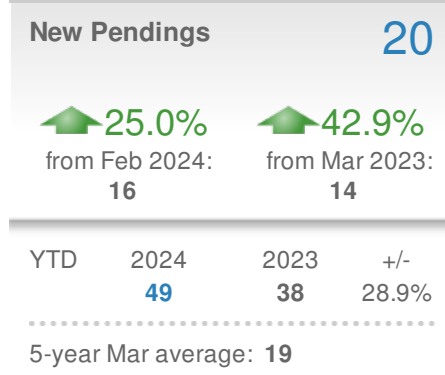 New Pendings 20
25.0% 42.9%
from Feb 2024: from Mar 2023:
16 14
YTD 2024 2023 +/-
49 38 28.9%
5-year Mar average: 19